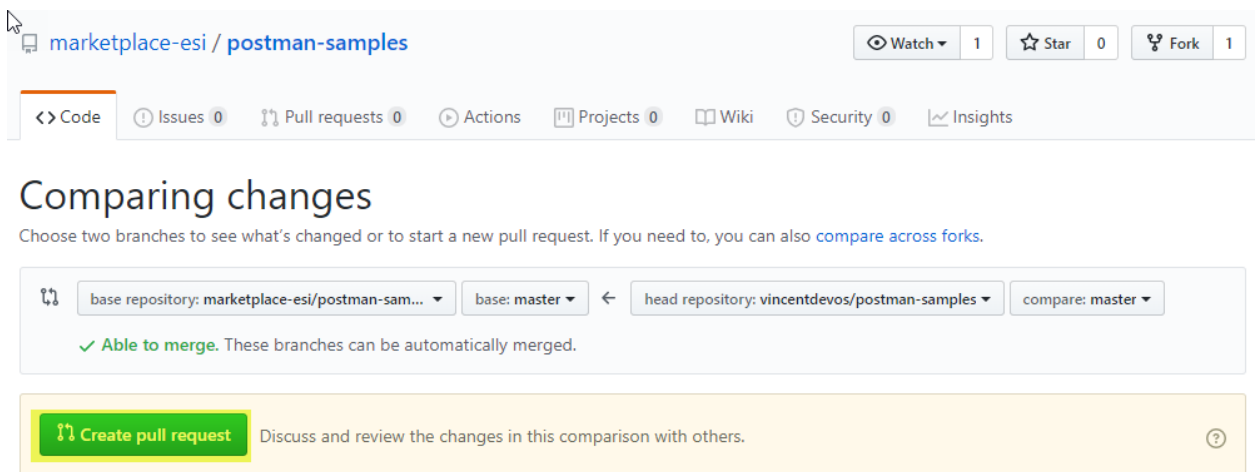 marketplace-esi / postman-samples Watch 1 Star 0 Fork 1
Code Issues 0 Pull requests 0 Actions Projects 0 Wiki Security 0 Insights
Comparing changes
Choose two branches to see what's changed or to start a new pull request. If you need to, you can also compare across forks.
base repository: marketplace-esi/postman-sam... base: master head repository: vincentdevos/postman-samples compare: master
Able to merge. These branches can be automatically merged.
Create pull request Discuss and review the changes in this comparison with others.